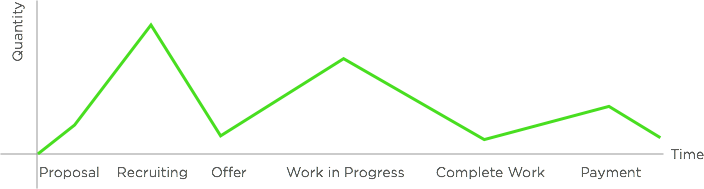 Quantity
Time
Proposal Recruiting Offer Work in Progress Complete Work Payment